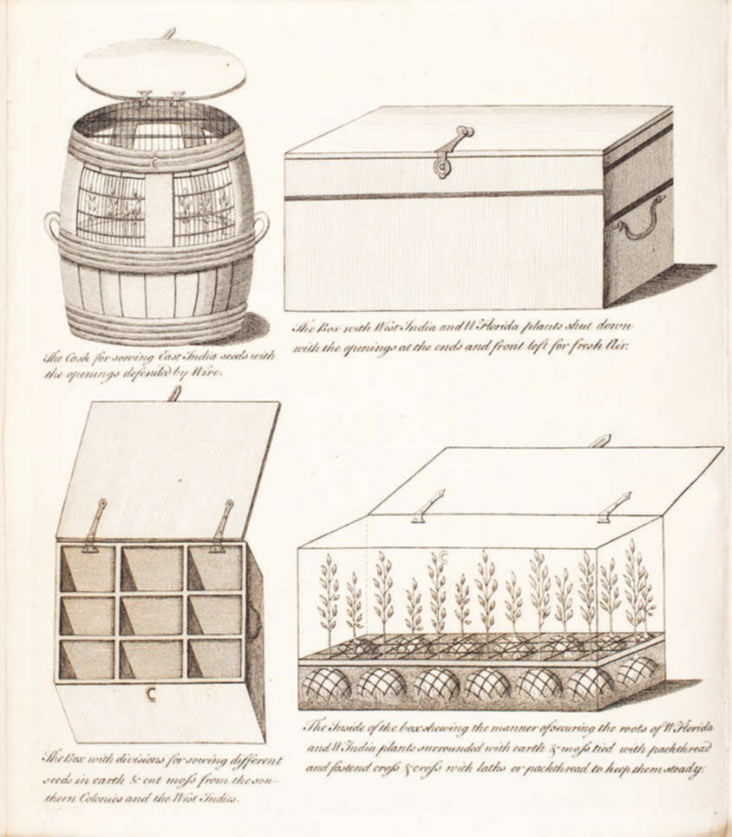 The Cask for sowing East India seeds with
the openings defended by Wire.
The Box with West India and W Florida plants shut down
with the openings at the ends and front left for fresh Air.
The Box with divisions for sowing different
seeds in earth & cut moſs from the sou-
thern Colonies and the West Indies.
The Inside of the box shewing the manner of securing the roots of W Florida
and W India plants surrounded with earth & moſs tied with packthread
and fastend croſs & croſs with laths or packthread to keep them steady.